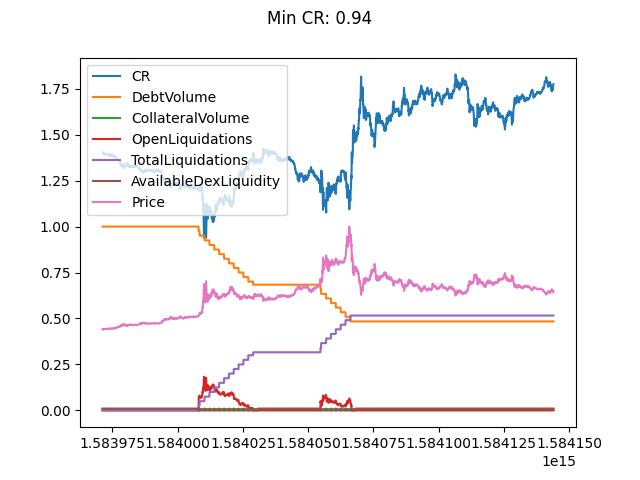 Min CR: 0.94
CR
DebtVolume
CollateralVolume
OpenLiquidations
TotalLiquidations
AvailableDexLiquidity
Price
1.75
1.50
1.25
1.00
0.75
0.50
0.25
0.00
1.583975 1.584000 1.584025 1.584050 1.584075 1.584100 1.584125 1.584150
1e15